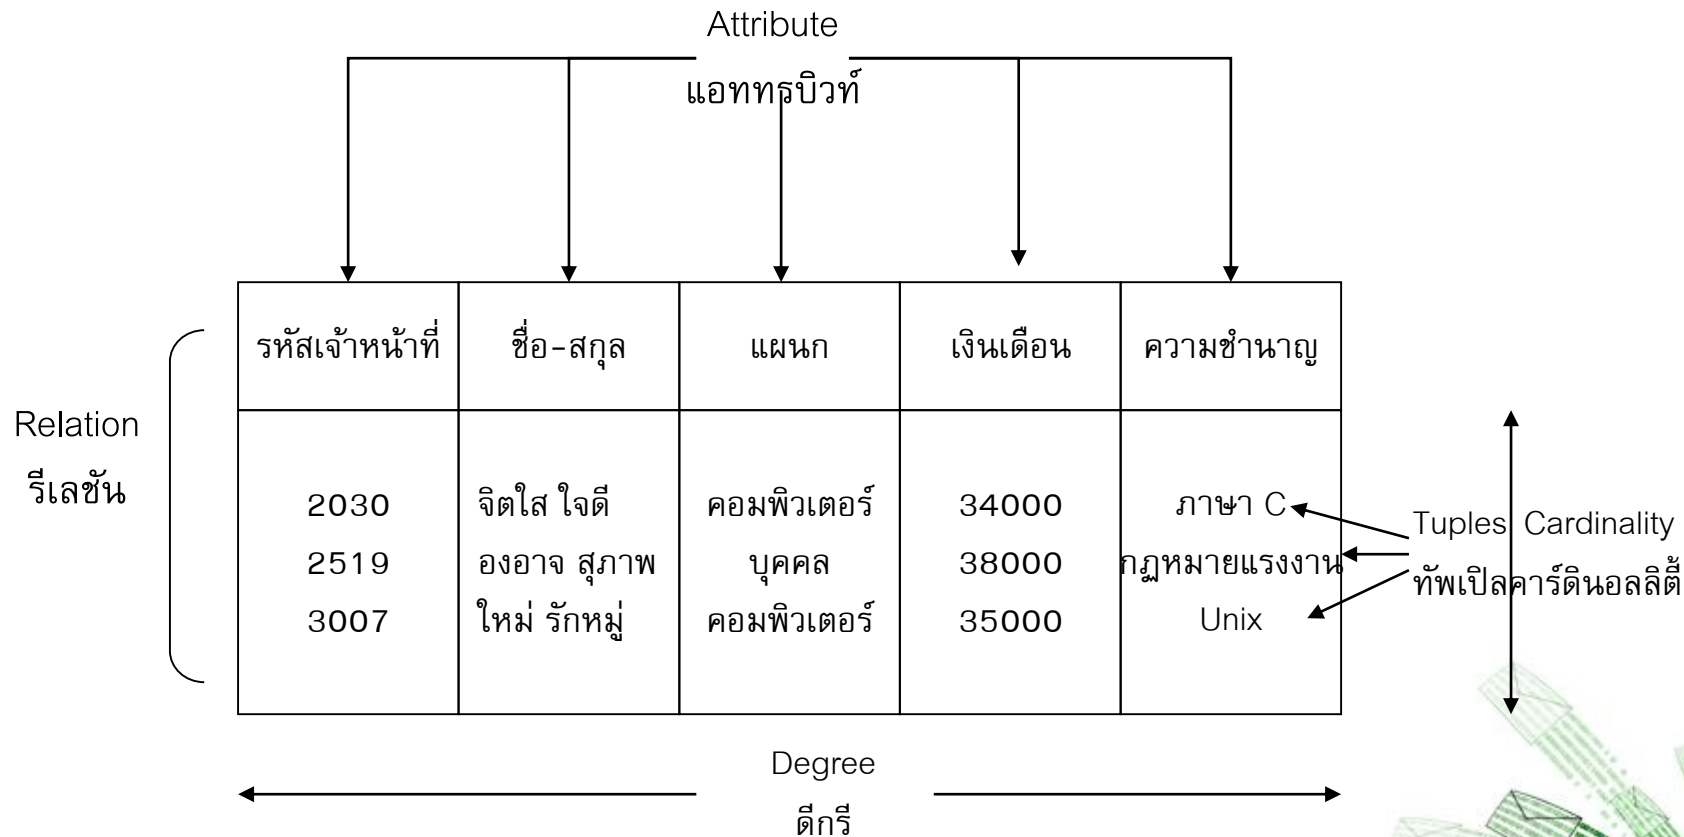 Attribute
แอททริบิวท์
รหัสเจ้าหน้าที่ ชื่อ-สกุล แผนก เงินเดือน ความชำนาญ
Relation
รีเลชัน
2030 จิตใส ใจดี คอมพิวเตอร์ 34000 ภาษา C
2519 องอาจ สุภาพ บุคคล 38000 กฏหมายแรงงาน
3007 ใหม่ รักหมู่ คอมพิวเตอร์ 35000 Unix
Tuples Cardinality
ทัพเปิลคาร์ดินอลลิตี้
Degree
ดีกรี